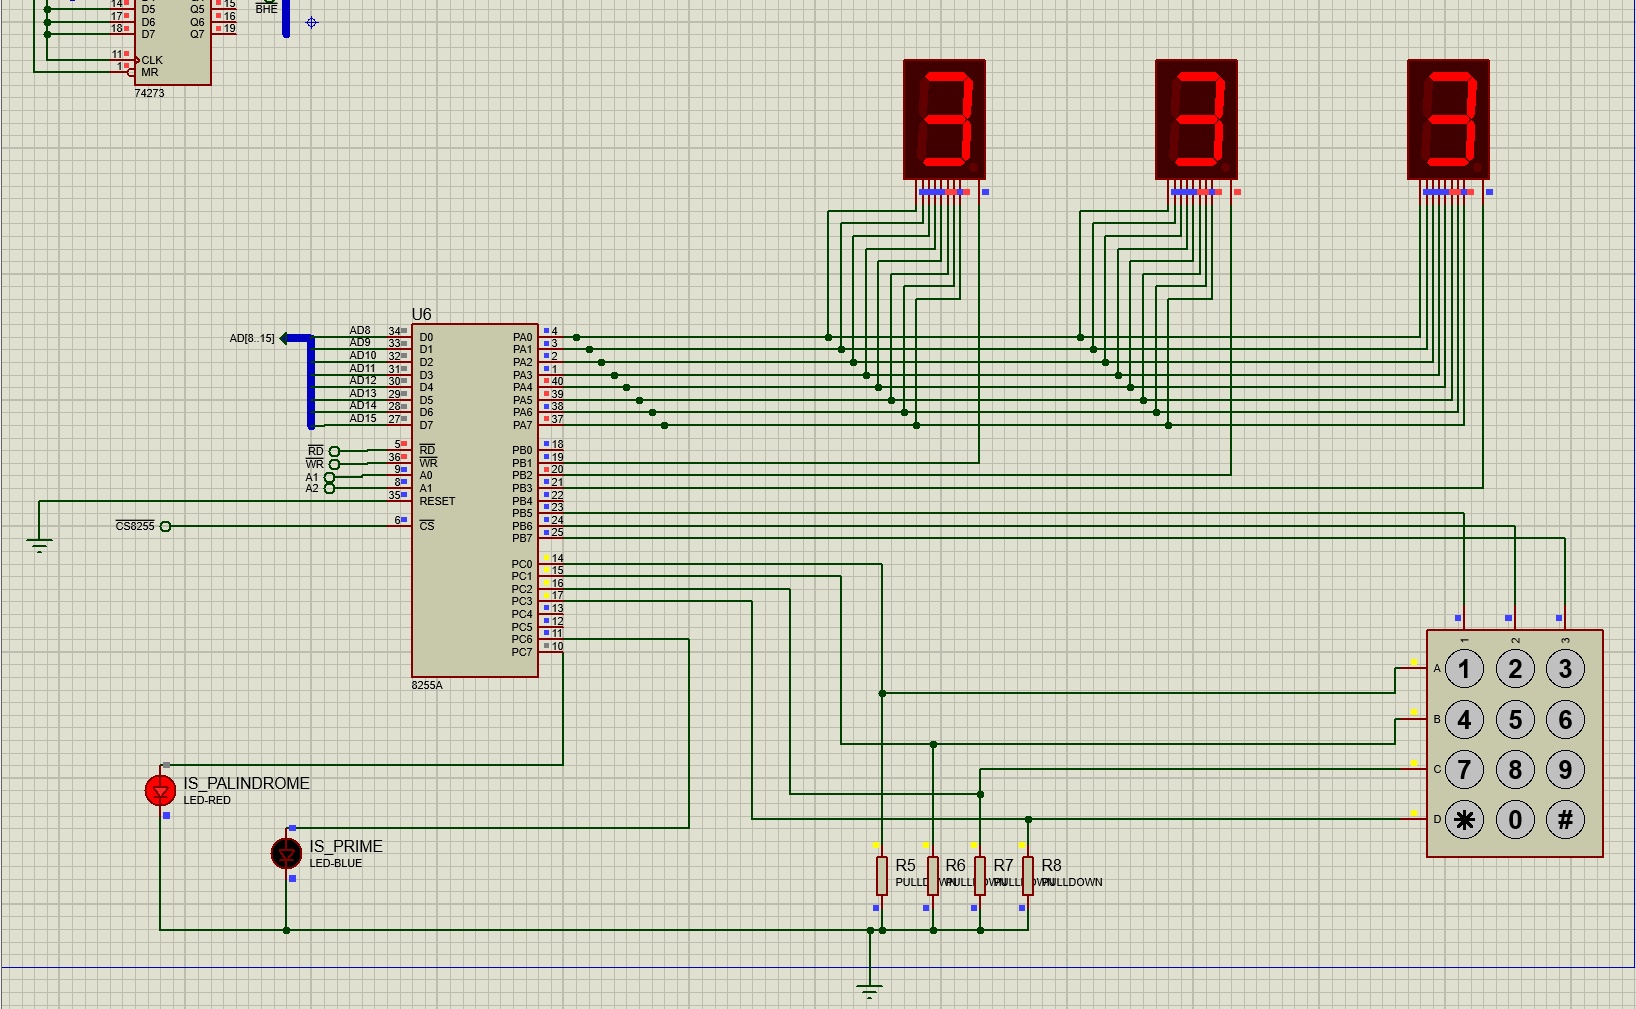 14 D5 Q5 15
17 D6 Q6 16
18 D7 Q7 19
BHE
11 CLK
1 MR
74273
3 3 3
U6
AD[8..15]
AD8 34 D0 PA0 4
AD9 33 D1 PA1 3
AD10 32 D2 PA2 2
AD11 31 D3 PA3 1
AD12 30 D4 PA4 40
AD13 29 D5 PA5 39
AD14 28 D6 PA6 38
AD15 27 D7 PA7 37
RD 5 RD PB0 18
WR 36 WR PB1 19
A1 9 A0 PB2 20
A2 8 A1 PB3 21
35 RESET PB4 22
PB5 23
CS8255 6 CS PB6 24
PB7 25
PC0 14
PC1 15
PC2 16
PC3 17
PC4 13
PC5 12
PC6 11
PC7 10
8255A
1 2 3
A 1 2 3
B 4 5 6
C 7 8 9
D * 0 #
IS_PALINDROME
LED-RED
IS_PRIME
LED-BLUE
R5 R6 R7 R8
PULLDOWN PULLDOWN PULLDOWN PULLDOWN